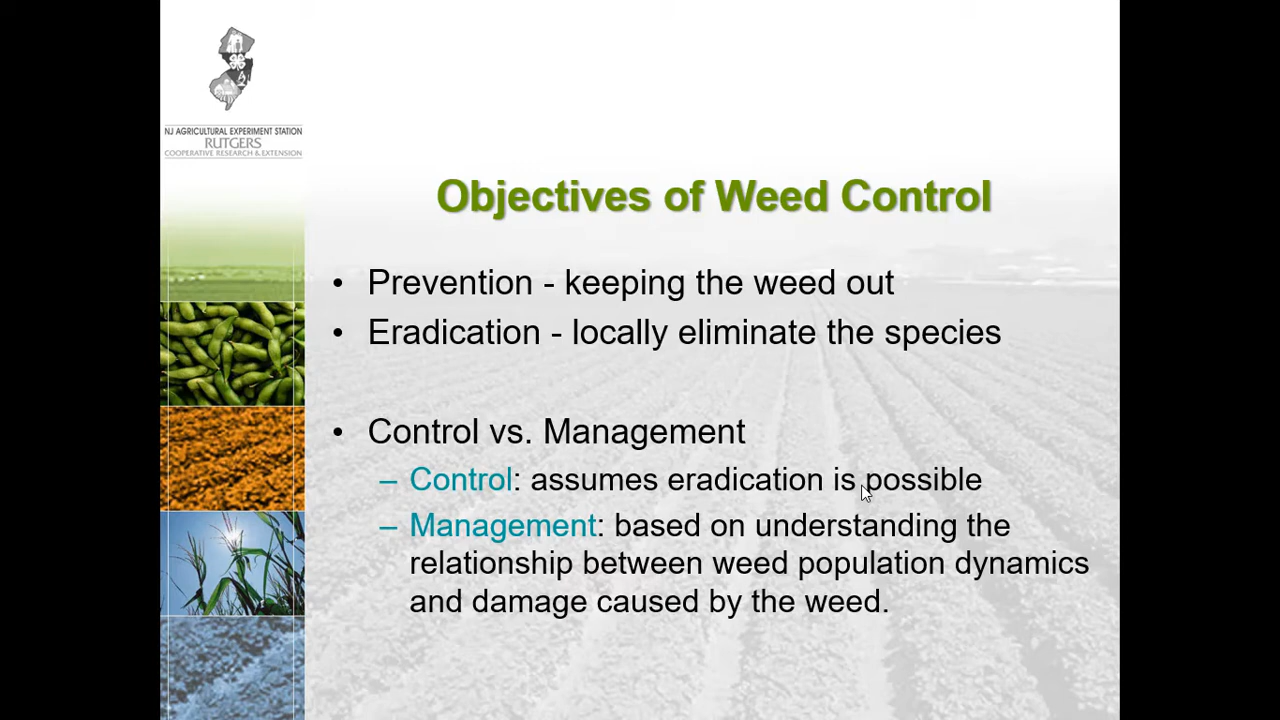 NJ AGRICULTURAL EXPERIMENT STATION
RUTGERS
COOPERATIVE RESEARCH & EXTENSION
Objectives of Weed Control
• Prevention - keeping the weed out
• Eradication - locally eliminate the species
• Control vs. Management
– Control: assumes eradication is possible
– Management: based on understanding the
relationship between weed population dynamics
and damage caused by the weed.